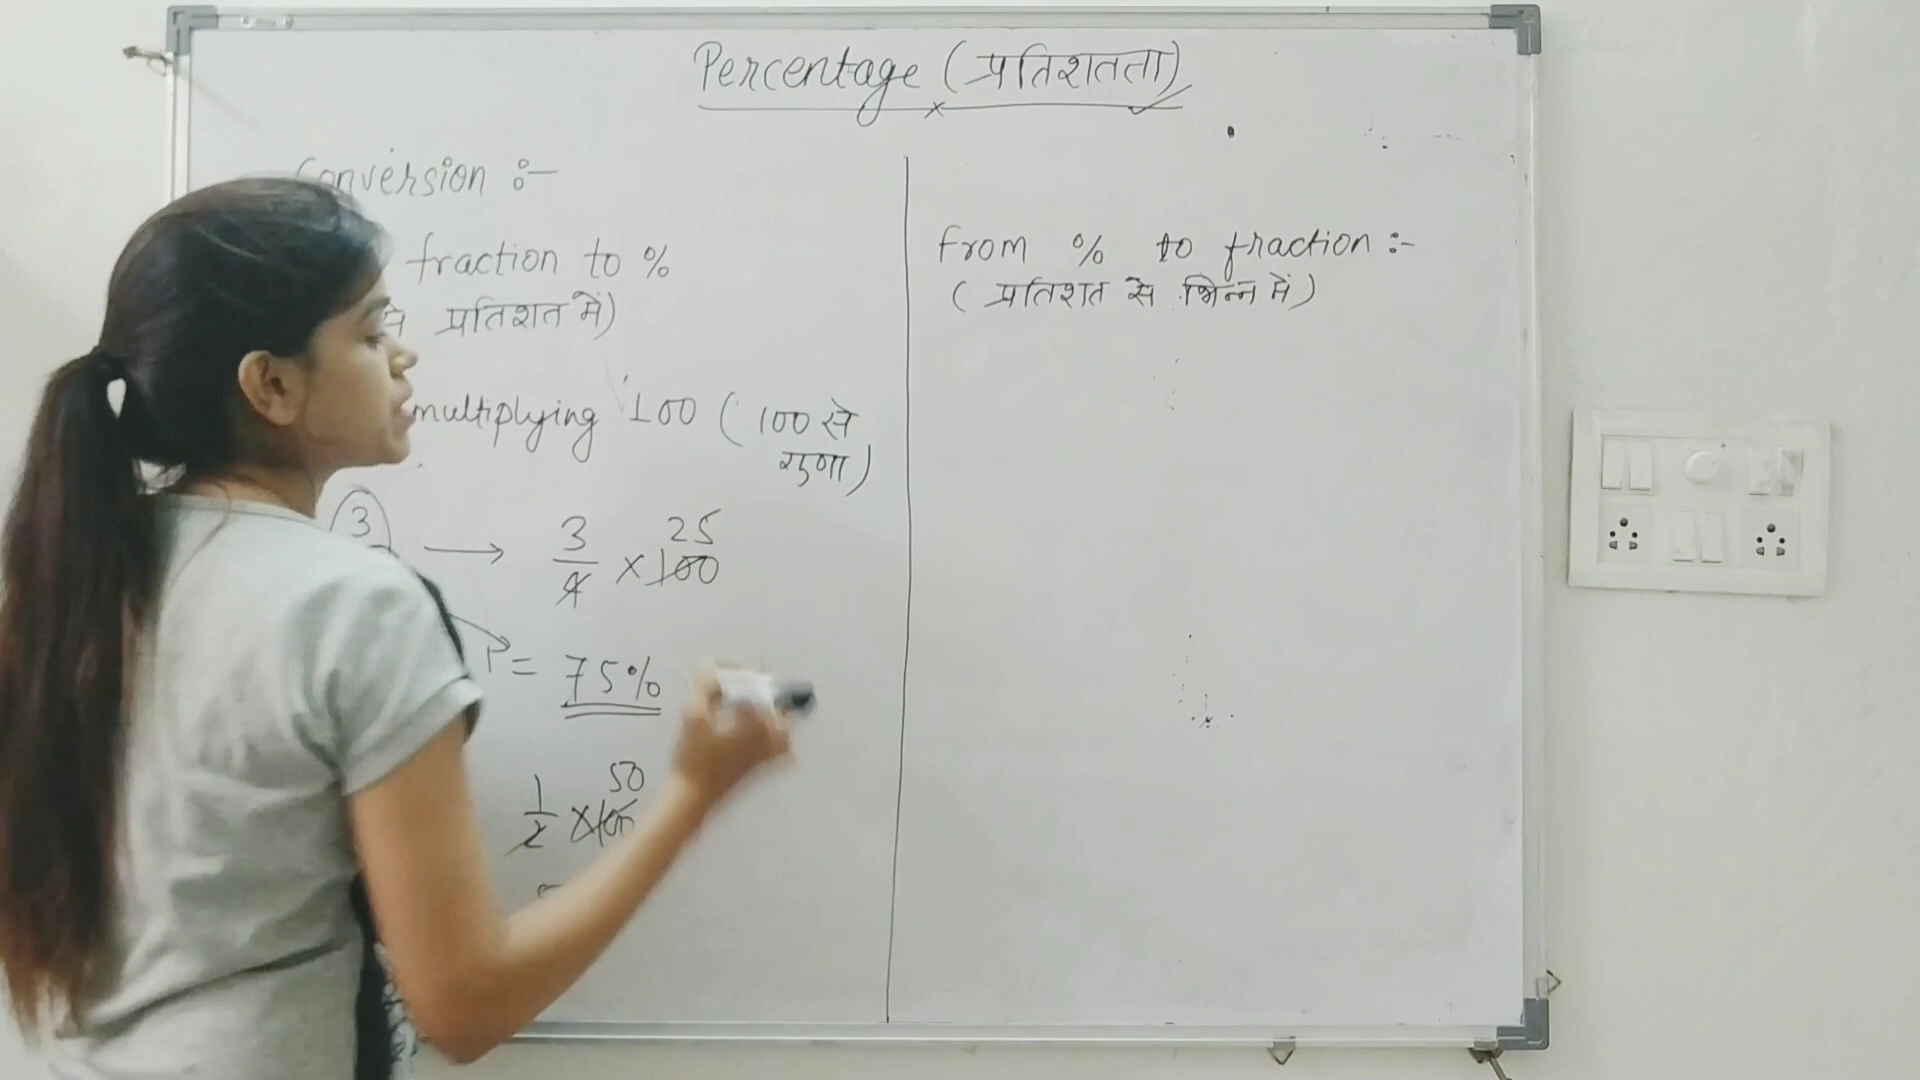 Percentage (प्रतिशतता)
Conversion :-
fraction to %
से प्रतिशत में)
multiplying 100 (100 से
गुणा)
3 → 3/4 × 100 25
= 75%
1/2 × 100 50
From % to fraction :-
(प्रतिशत से भिन्न में)